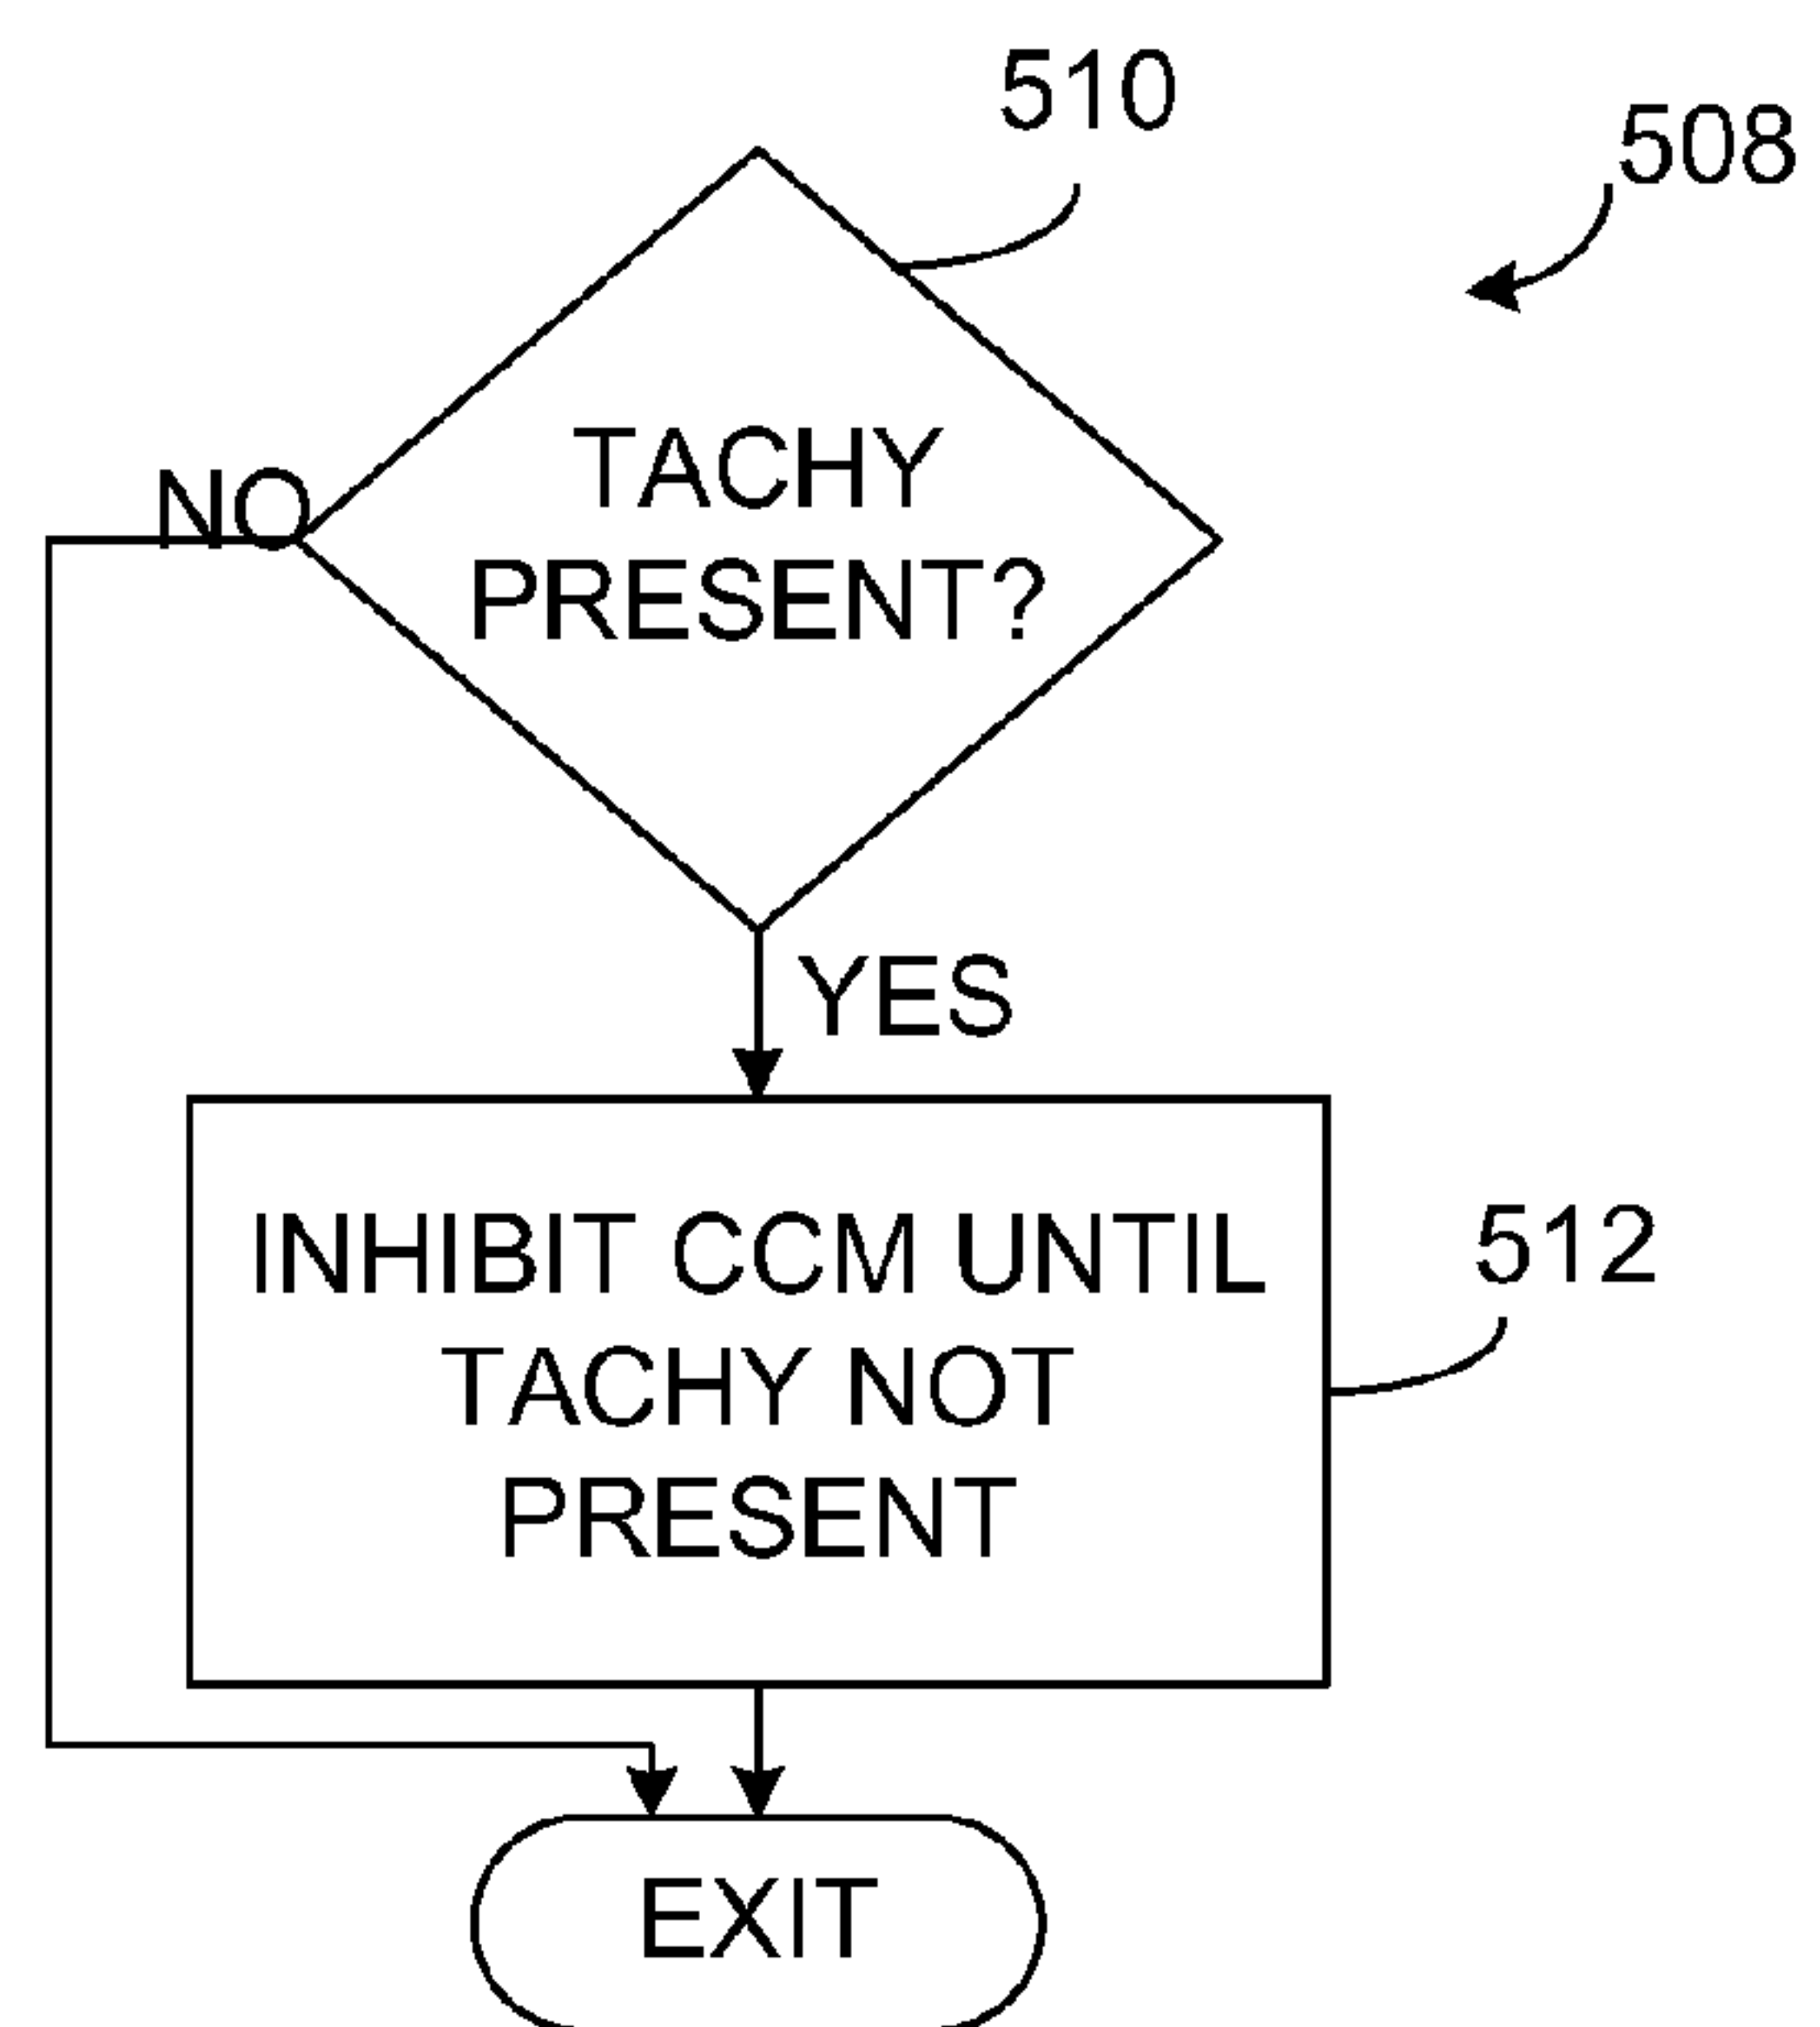 510
508
TACHY
PRESENT?
NO
YES
INHIBIT CCM UNTIL
TACHY NOT
PRESENT
512
EXIT